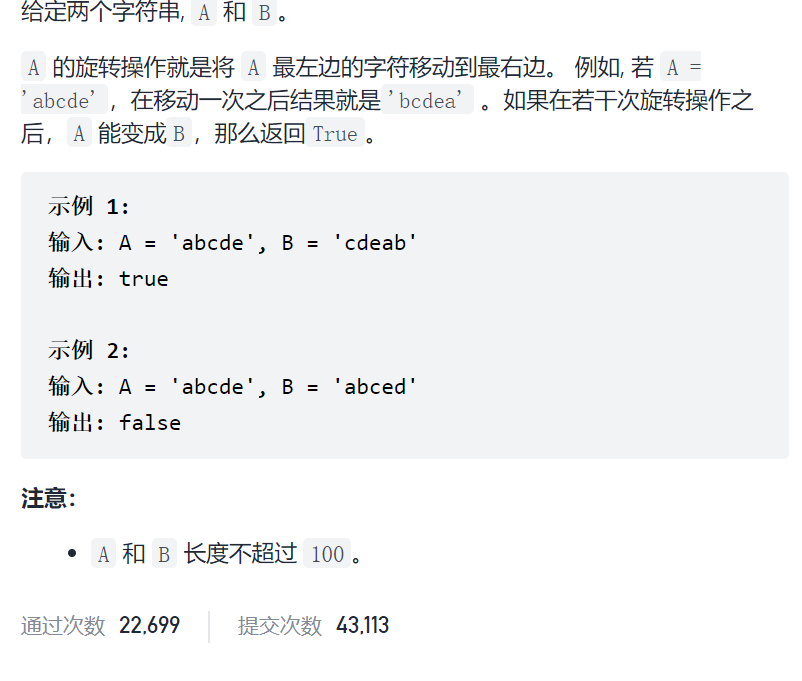 给定两个字符串, A 和 B。
A 的旋转操作就是将 A 最左边的字符移动到最右边。 例如, 若 A =
'abcde'，在移动一次之后结果就是'bcdea' 。如果在若干次旋转操作之
后，A 能变成B，那么返回True。
示例 1:
输入: A = 'abcde', B = 'cdeab'
输出: true
示例 2:
输入: A = 'abcde', B = 'abced'
输出: false
注意：
• A 和 B 长度不超过 100。
通过次数 22,699 提交次数 43,113